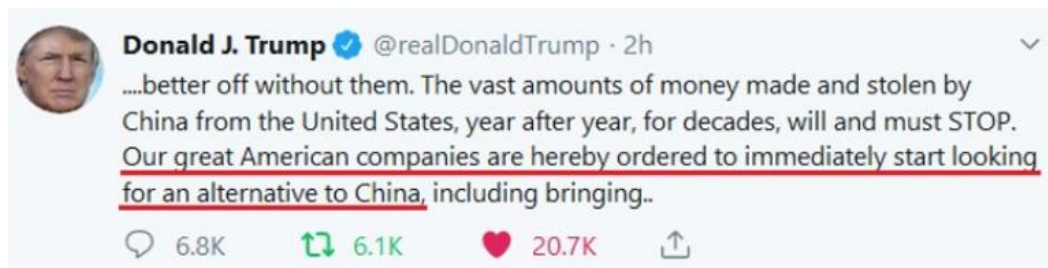 Donald J. Trump @realDonaldTrump · 2h
....better off without them. The vast amounts of money made and stolen by
China from the United States, year after year, for decades, will and must STOP.
Our great American companies are hereby ordered to immediately start looking
for an alternative to China, including bringing..
6.8K 6.1K 20.7K